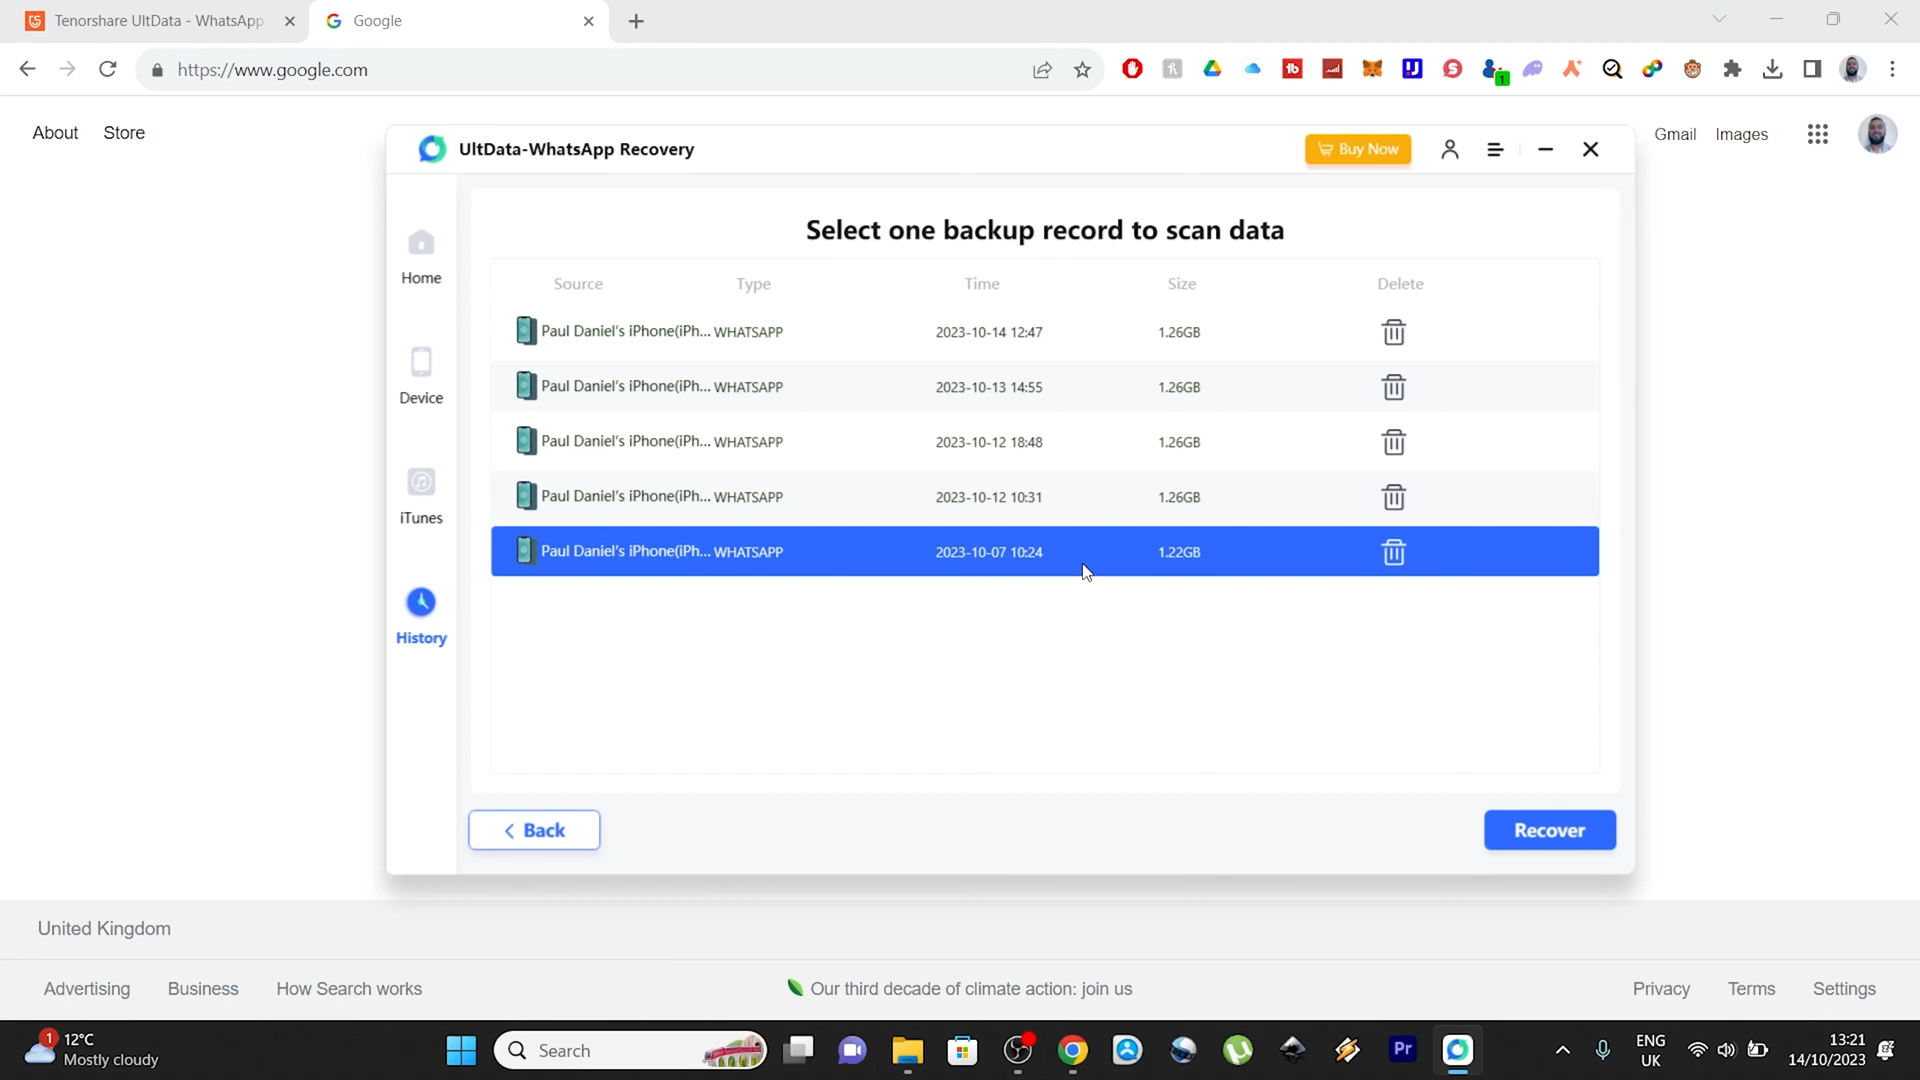 Tenorshare UltData - WhatsApp
Google
https://www.google.com
1
About Store
Gmail Images
UltData-WhatsApp Recovery
Buy Now
Select one backup record to scan data
Source Type Time Size Delete
Paul Daniel's iPhone(iPh... WHATSAPP 2023-10-14 12:47 1.26GB
Paul Daniel's iPhone(iPh... WHATSAPP 2023-10-13 14:55 1.26GB
Paul Daniel's iPhone(iPh... WHATSAPP 2023-10-12 18:48 1.26GB
Paul Daniel's iPhone(iPh... WHATSAPP 2023-10-12 10:31 1.26GB
Paul Daniel's iPhone(iPh... WHATSAPP 2023-10-07 10:24 1.22GB
Home
Device
iTunes
History
Back
Recover
United Kingdom
Advertising Business How Search works
Our third decade of climate action: join us
Privacy Terms Settings
1
12°C
Mostly cloudy
Search
Pr
ENG
UK
13:21
14/10/2023